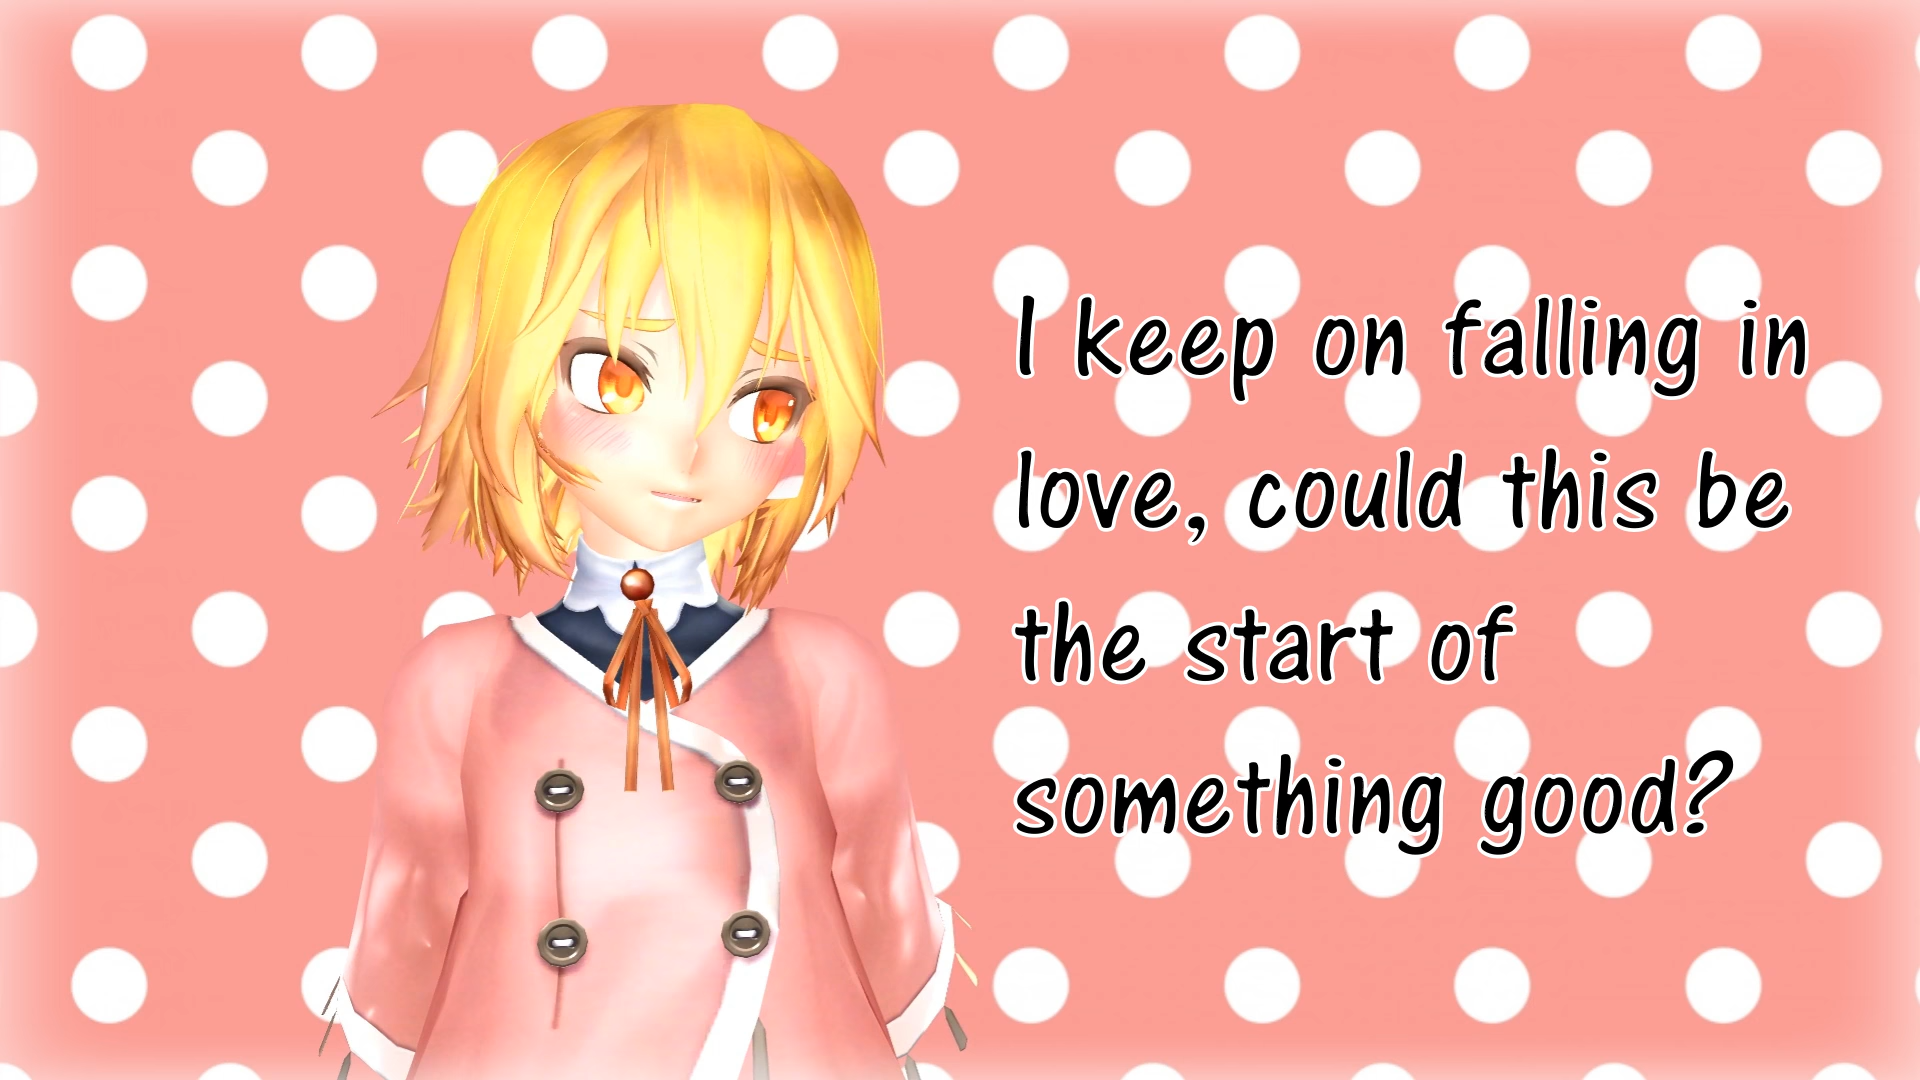 I keep on falling in
love, could this be
the start of
something good?